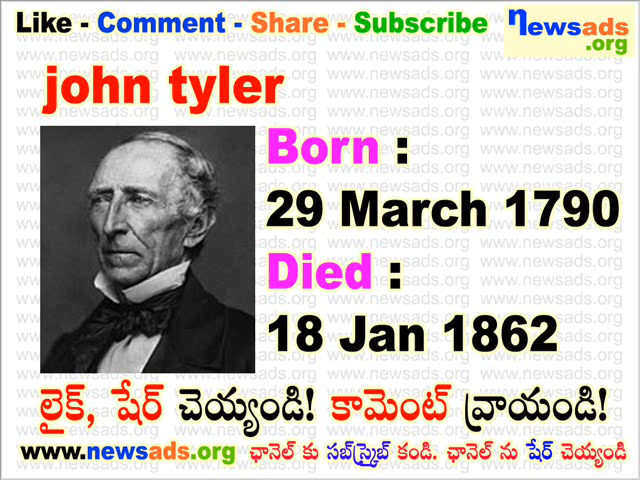 Like - Comment - Share - Subscribe
newsads
.org
john tyler
Born :
29 March 1790
Died :
18 Jan 1862
లైక్, షేర్ చెయ్యండి! కామెంట్ వ్రాయండి!
www.newsads.org ఛానెల్ కు సబ్‌స్క్రైబ్ కండి. ఛానెల్ ను షేర్ చెయ్యండి